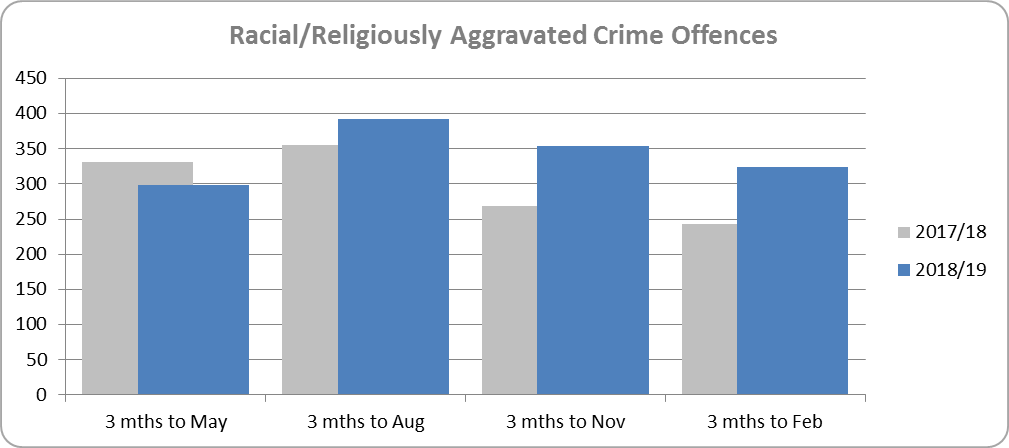 Racial/Religiously Aggravated Crime Offences
450
400
350
300
250
200
150
100
50
0
3 mths to May
3 mths to Aug
3 mths to Nov
3 mths to Feb
2017/18
2018/19